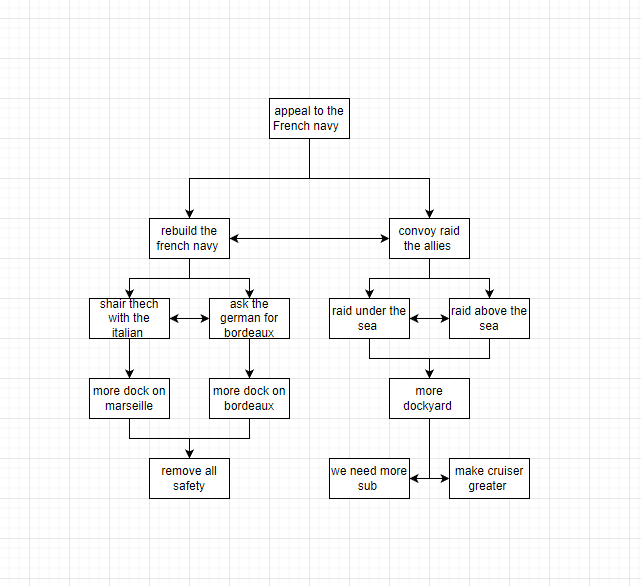 appeal to the
French navy
rebuild the
french navy
convoy raid
the allies
shair thech
with the
italian
ask the
german for
bordeaux
raid under the
sea
raid above the
sea
more dock on
marseille
more dock on
bordeaux
more
dockyard
remove all
safety
we need more
sub
make cruiser
greater